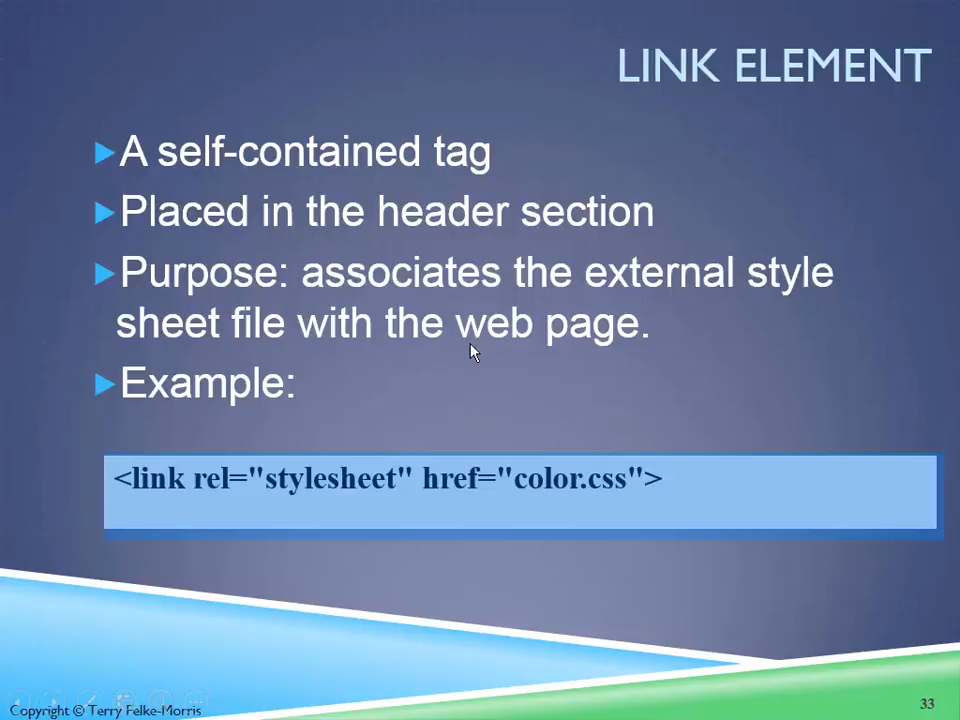 LINK ELEMENT
A self-contained tag
Placed in the header section
Purpose: associates the external style
sheet file with the web page.
Example:
<link rel="stylesheet" href="color.css">
Copyright © Terry Felke-Morris
33